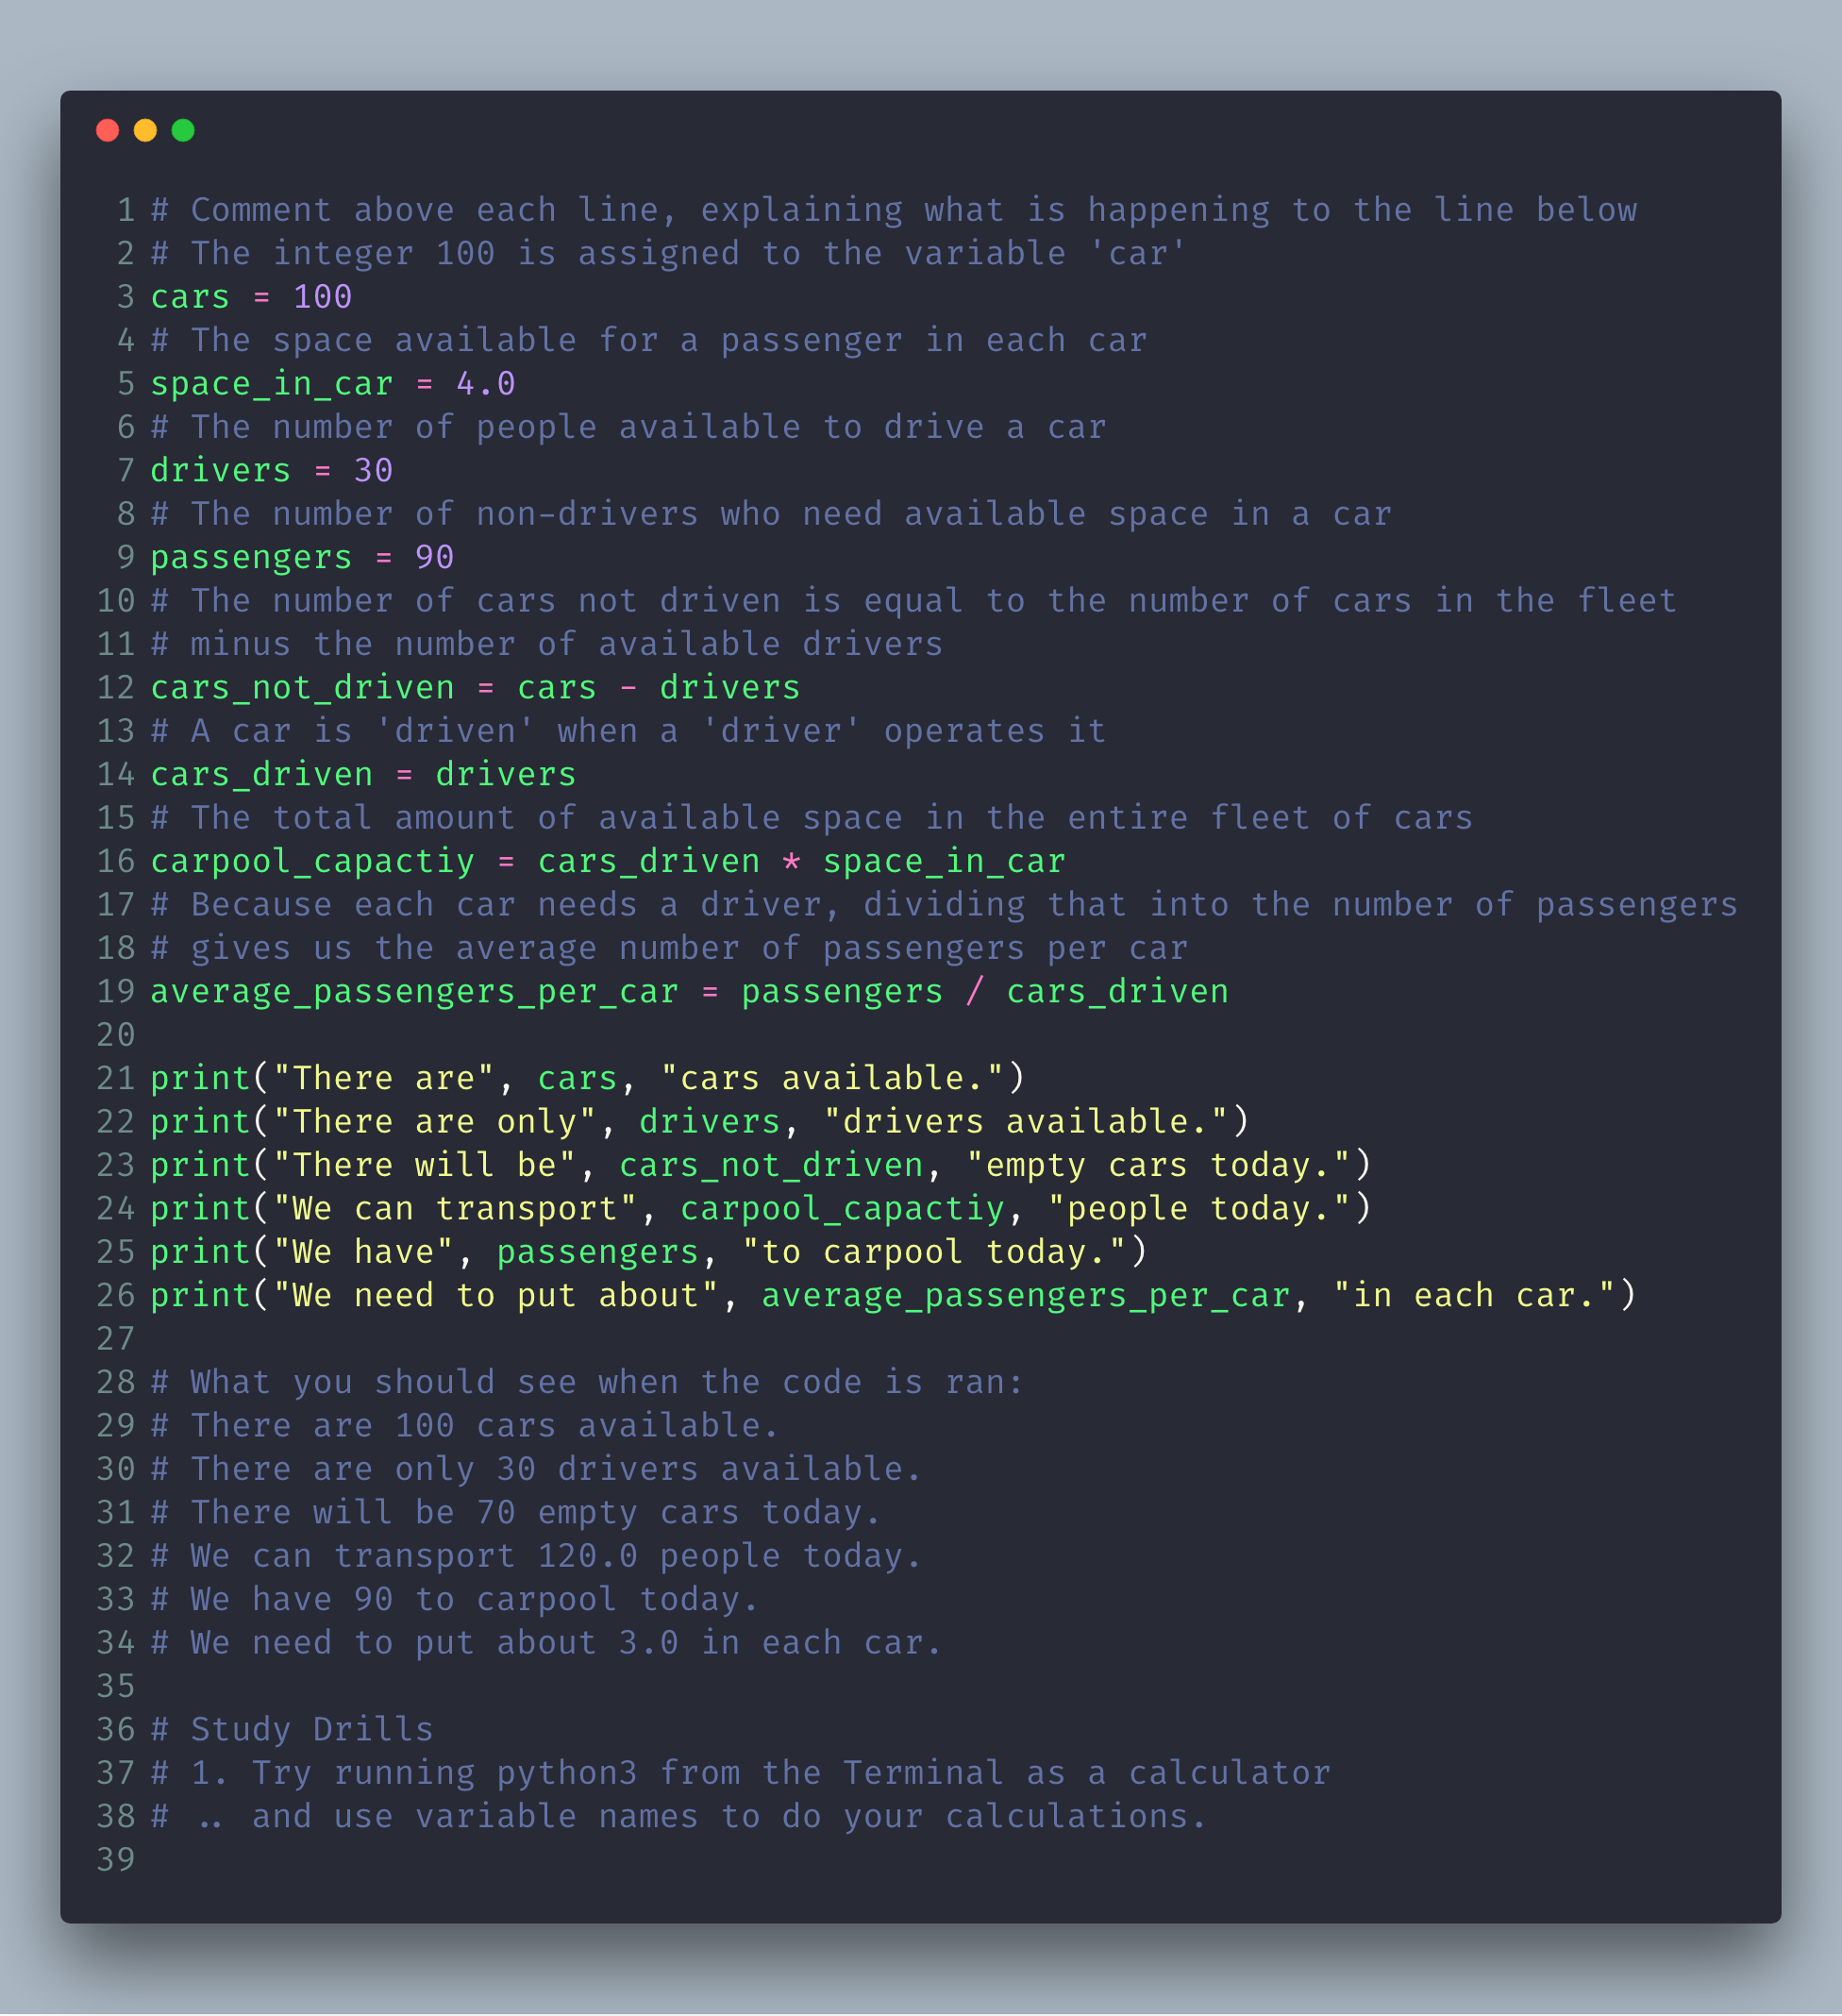 1 # Comment above each line, explaining what is happening to the line below
2 # The integer 100 is assigned to the variable 'car'
3 cars = 100
4 # The space available for a passenger in each car
5 space_in_car = 4.0
6 # The number of people available to drive a car
7 drivers = 30
8 # The number of non-drivers who need available space in a car
9 passengers = 90
10 # The number of cars not driven is equal to the number of cars in the fleet
11 # minus the number of available drivers
12 cars_not_driven = cars - drivers
13 # A car is 'driven' when a 'driver' operates it
14 cars_driven = drivers
15 # The total amount of available space in the entire fleet of cars
16 carpool_capactiy = cars_driven * space_in_car
17 # Because each car needs a driver, dividing that into the number of passengers
18 # gives us the average number of passengers per car
19 average_passengers_per_car = passengers / cars_driven
20
21 print("There are", cars, "cars available.")
22 print("There are only", drivers, "drivers available.")
23 print("There will be", cars_not_driven, "empty cars today.")
24 print("We can transport", carpool_capactiy, "people today.")
25 print("We have", passengers, "to carpool today.")
26 print("We need to put about", average_passengers_per_car, "in each car.")
27
28 # What you should see when the code is ran:
29 # There are 100 cars available.
30 # There are only 30 drivers available.
31 # There will be 70 empty cars today.
32 # We can transport 120.0 people today.
33 # We have 90 to carpool today.
34 # We need to put about 3.0 in each car.
35
36 # Study Drills
37 # 1. Try running python3 from the Terminal as a calculator
38 # .. and use variable names to do your calculations.
39